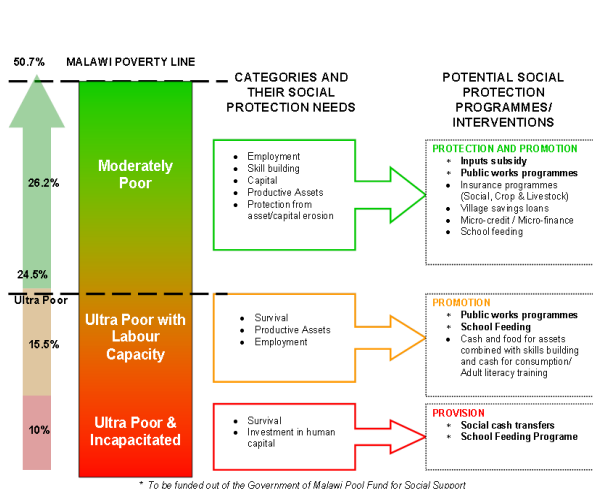 50.7%
MALAWI POVERTY LINE
CATEGORIES AND
THEIR SOCIAL
PROTECTION NEEDS
POTENTIAL SOCIAL
PROTECTION
PROGRAMMES/
INTERVENTIONS
26.2%
24.5%
Ultra Poor
15.5%
10%
Moderately
Poor
Ultra Poor with
Labour
Capacity
Ultra Poor &
Incapacitated
• Employment
• Skill building
• Capital
• Productive Assets
• Protection from
asset/capital erosion
PROTECTION AND PROMOTION
* Inputs subsidy
* Public works programmes
• Insurance programmes
(Social, Crop & Livestock)
• Village savings loans
• Micro-credit / Micro-finance
• School feeding
• Survival
• Productive Assets
• Employment
PROMOTION
* Public works programmes
* School Feeding
• Cash and food for assets
combined with skills building
and cash for consumption/
Adult literacy training
• Survival
• Investment in human
capital
PROVISION
* Social cash transfers
* School Feeding Programe
* To be funded out of the Government of Malawi Pool Fund for Social Support